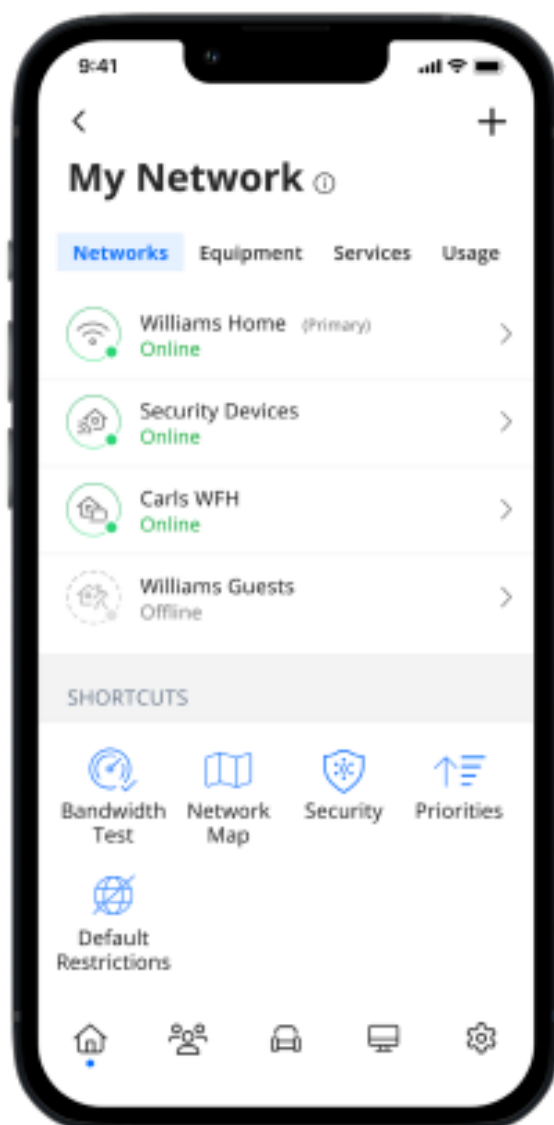 9:41
My Network
Networks Equipment Services Usage
Williams Home (Primary)
Online
Security Devices
Online
Carls WFH
Online
Williams Guests
Offline
SHORTCUTS
Bandwidth Test
Network Map
Security
Priorities
Default
Restrictions